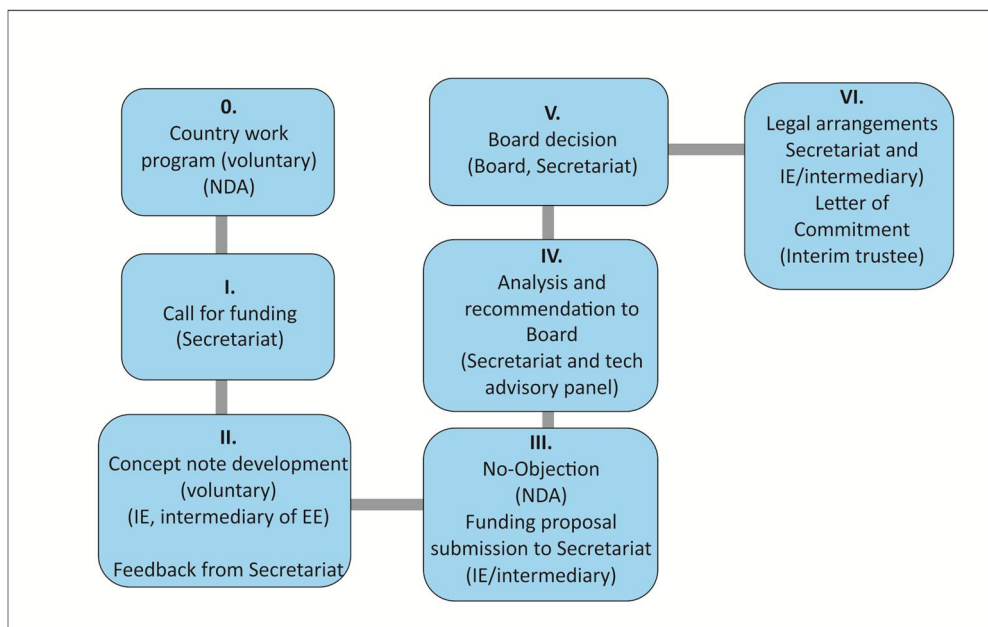 0.
Country work
program (voluntary)
(NDA)
I.
Call for funding
(Secretariat)
II.
Concept note development
(voluntary)
(IE, intermediary of EE)
Feedback from Secretariat
III.
No-Objection
(NDA)
Funding proposal
submission to Secretariat
(IE/intermediary)
IV.
Analysis and
recommendation to
Board
(Secretariat and tech
advisory panel)
V.
Board decision
(Board, Secretariat)
VI.
Legal arrangements
Secretariat and
IE/intermediary)
Letter of
Commitment
(Interim trustee)